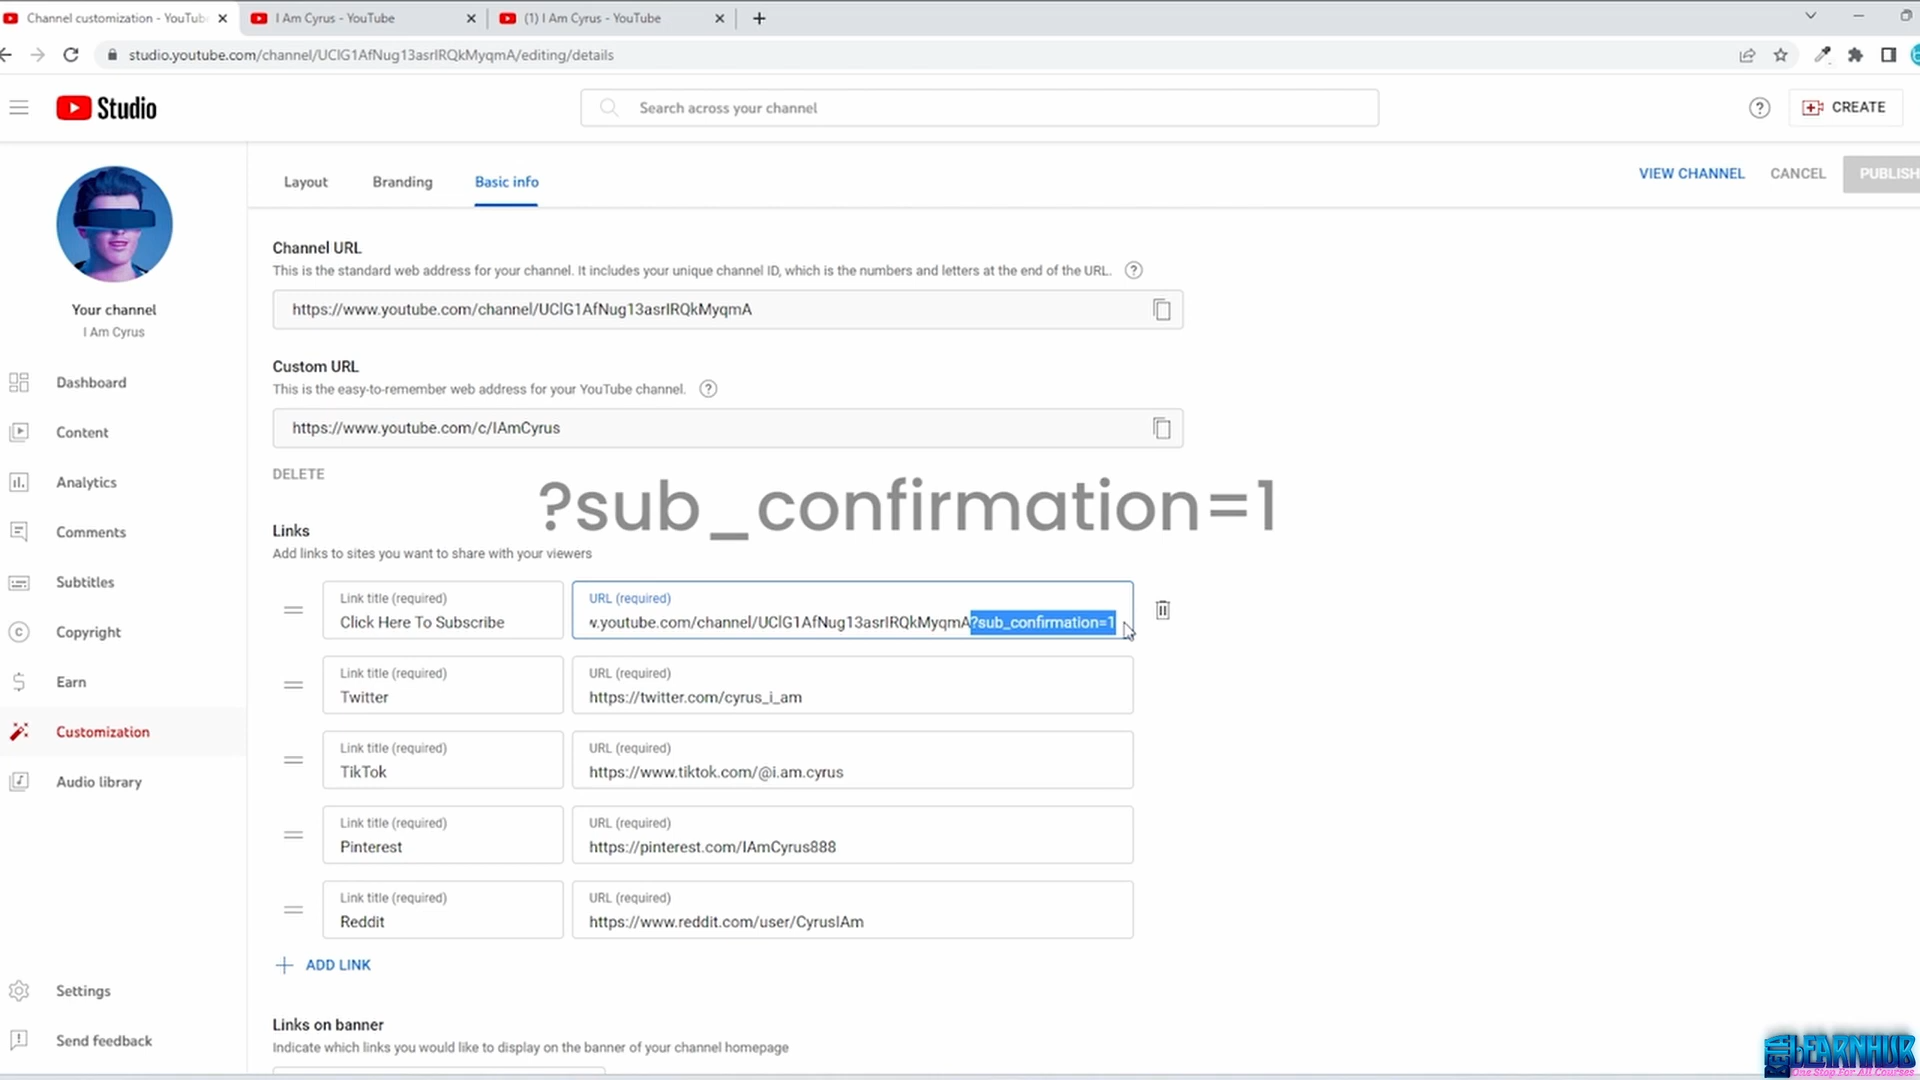 Channel customization - YouTub
I Am Cyrus - YouTube
(1) I Am Cyrus - YouTube
studio.youtube.com/channel/UClG1AfNug13asrIRQkMyqmA/editing/details
Studio
Search across your channel
CREATE
Layout
Branding
Basic info
VIEW CHANNEL
CANCEL
PUBLISH
Channel URL
This is the standard web address for your channel. It includes your unique channel ID, which is the numbers and letters at the end of the URL.
https://www.youtube.com/channel/UClG1AfNug13asrIRQkMyqmA
Your channel
I Am Cyrus
Custom URL
This is the easy-to-remember web address for your YouTube channel.
https://www.youtube.com/c/IAmCyrus
DELETE
?sub_confirmation=1
Dashboard
Content
Analytics
Comments
Subtitles
Copyright
Earn
Customization
Audio library
Settings
Send feedback
Links
Add links to sites you want to share with your viewers
Link title (required)
Click Here To Subscribe
URL (required)
w.youtube.com/channel/UClG1AfNug13asrIRQkMyqmA?sub_confirmation=1
Link title (required)
Twitter
URL (required)
https://twitter.com/cyrus_i_am
Link title (required)
TikTok
URL (required)
https://www.tiktok.com/@i.am.cyrus
Link title (required)
Pinterest
URL (required)
https://pinterest.com/IAmCyrus888
Link title (required)
Reddit
URL (required)
https://www.reddit.com/user/CyrusIAm
ADD LINK
Links on banner
Indicate which links you would like to display on the banner of your channel homepage
BETA
LEARNHUB
One Stop For All Courses